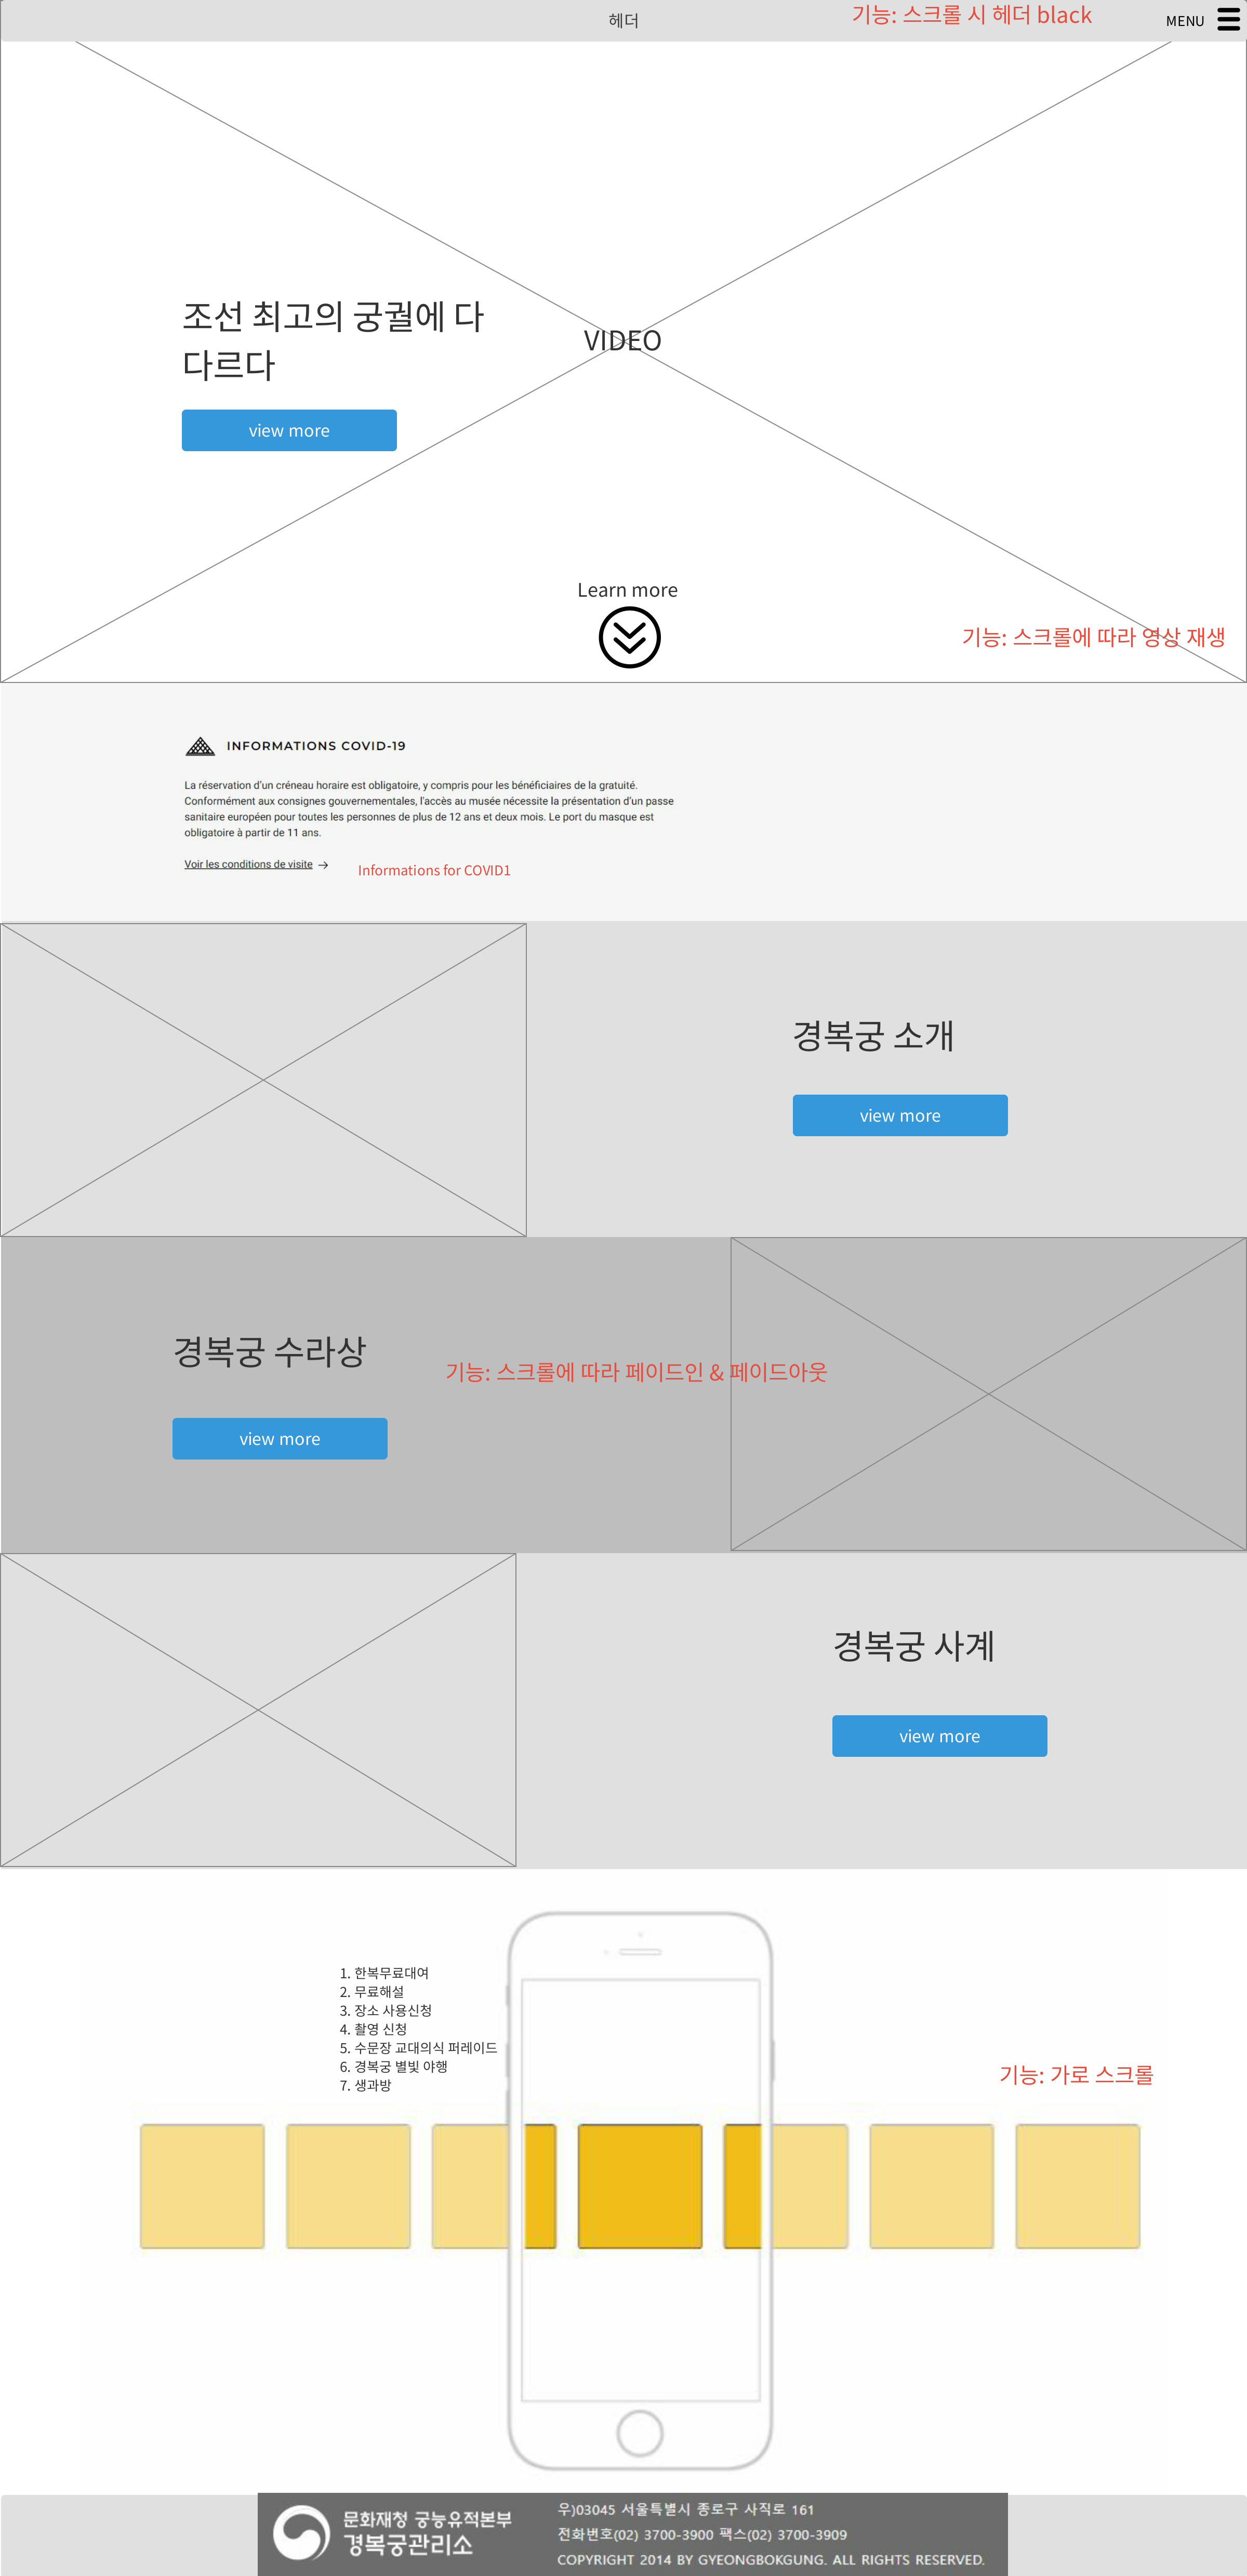 헤더
기능: 스크롤 시 헤더 black
MENU
조선 최고의 궁궐에 다
다르다
VIDEO
view more
Learn more
기능: 스크롤에 따라 영상 재생
INFORMATIONS COVID-19
La réservation d'un créneau horaire est obligatoire, y compris pour les bénéficiaires de la gratuité.
Conformément aux consignes gouvernementales, l'accès au musée nécessite la présentation d'un passe
sanitaire européen pour toutes les personnes de plus de 12 ans et deux mois. Le port du masque est
obligatoire à partir de 11 ans.
Voir les conditions de visite →
Informations for COVID1
경복궁 소개
view more
경복궁 수라상
기능: 스크롤에 따라 페이드인 & 페이드아웃
view more
경복궁 사계
view more
1. 한복무료대여
2. 무료해설
3. 장소 사용신청
4. 촬영 신청
5. 수문장 교대의식 퍼레이드
6. 경복궁 별빛 야행
7. 생과방
기능: 가로 스크롤
문화재청 궁능유적본부
경복궁관리소
우)03045 서울특별시 종로구 사직로 161
전화번호(02) 3700-3900 팩스(02) 3700-3909
COPYRIGHT 2014 BY GYEONGBOKGUNG. ALL RIGHTS RESERVED.